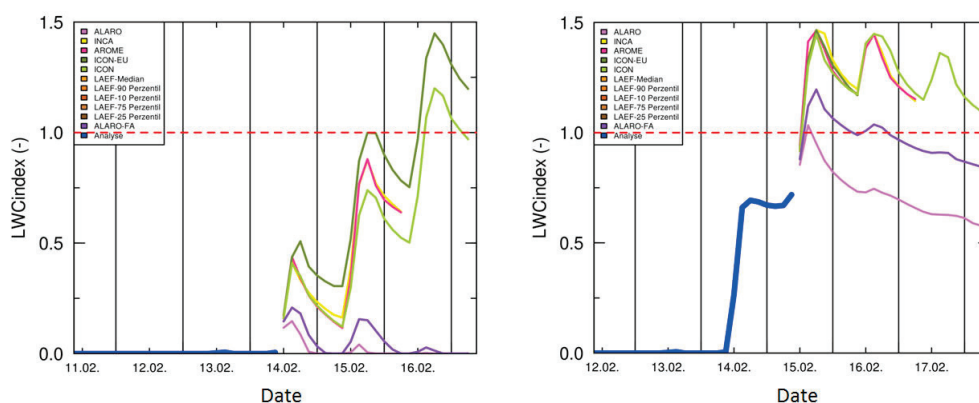 LWCindex (-)
1.5
1.0
0.5
0.0
ALARO
INCA
AROME
ICON-EU
ICON
LAEF-Median
LAEF-90 Perzentil
LAEF-10 Perzentil
LAEF-75 Perzentil
LAEF-25 Perzentil
ALARO-FA
Analyse
11.02. 12.02. 13.02. 14.02. 15.02. 16.02.
Date
LWCindex (-)
1.5
1.0
0.5
0.0
ALARO
INCA
AROME
ICON-EU
ICON
LAEF-Median
LAEF-90 Perzentil
LAEF-10 Perzentil
LAEF-75 Perzentil
LAEF-25 Perzentil
ALARO-FA
Analyse
12.02. 13.02. 14.02. 15.02. 16.02. 17.02.
Date